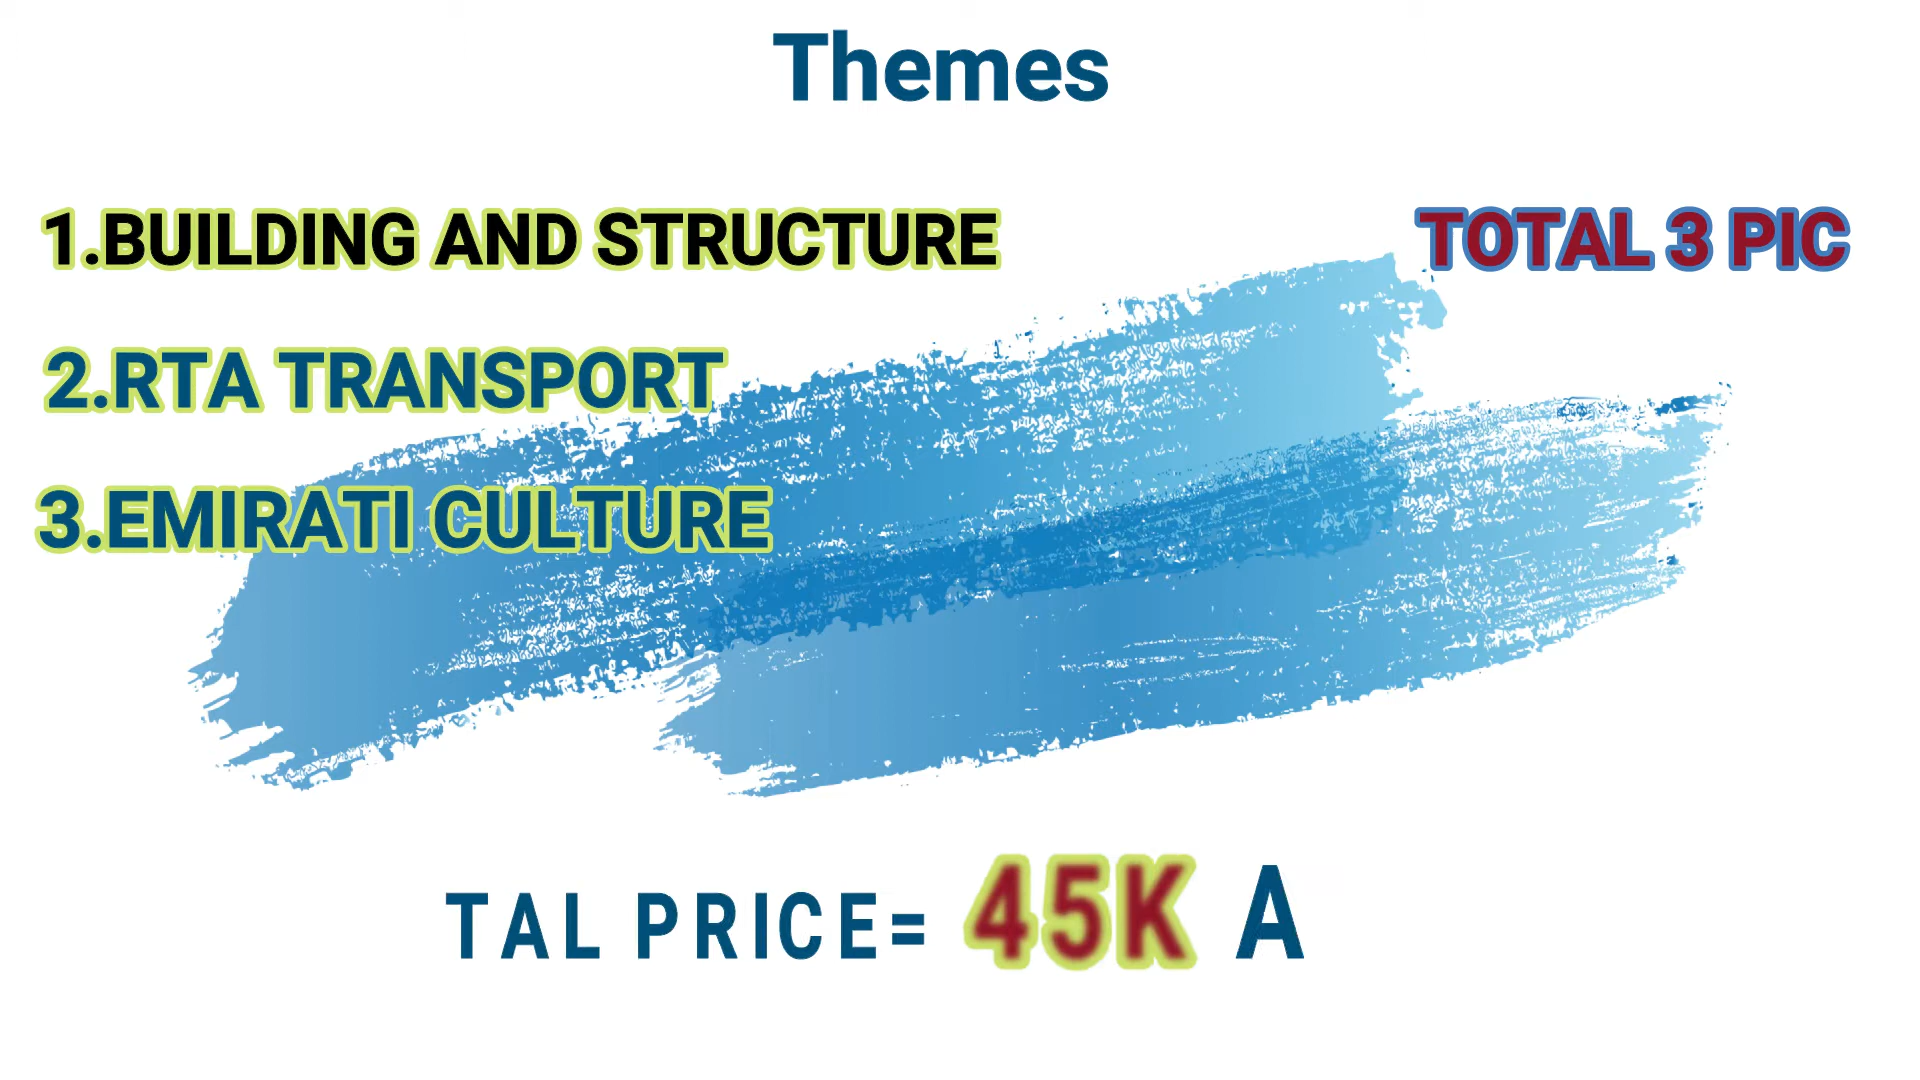 Themes
1.BUILDING AND STRUCTURE TOTAL 3 PIC
2.RTA TRANSPORT
3.EMIRATI CULTURE
TAL PRICE= 45K A